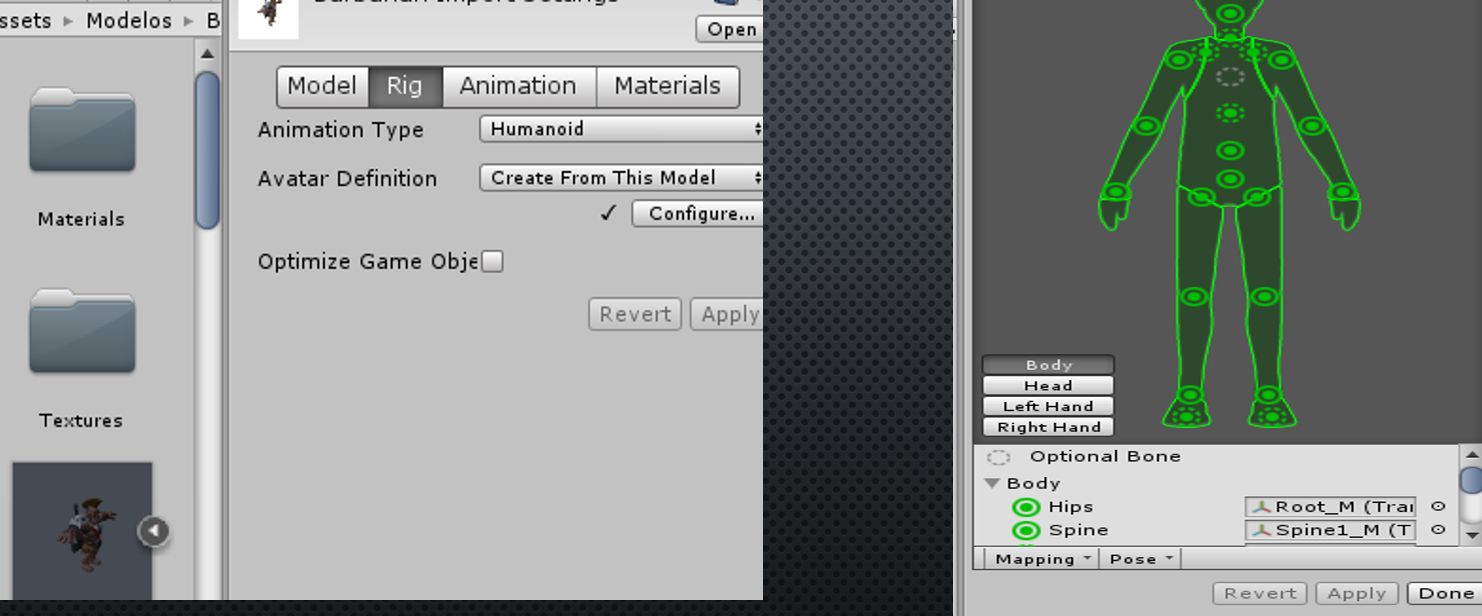 ssets ▸ Modelos ▸ B
Materials
Textures
Barbarian Import Settings
Open
Model Rig Animation Materials
Animation Type Humanoid
Avatar Definition Create From This Model
✓ Configure...
Optimize Game Obje
Revert Apply
Body
Head
Left Hand
Right Hand
Optional Bone
Body
Hips Root_M (Tra
Spine Spine1_M (T
Mapping Pose
Revert Apply Done